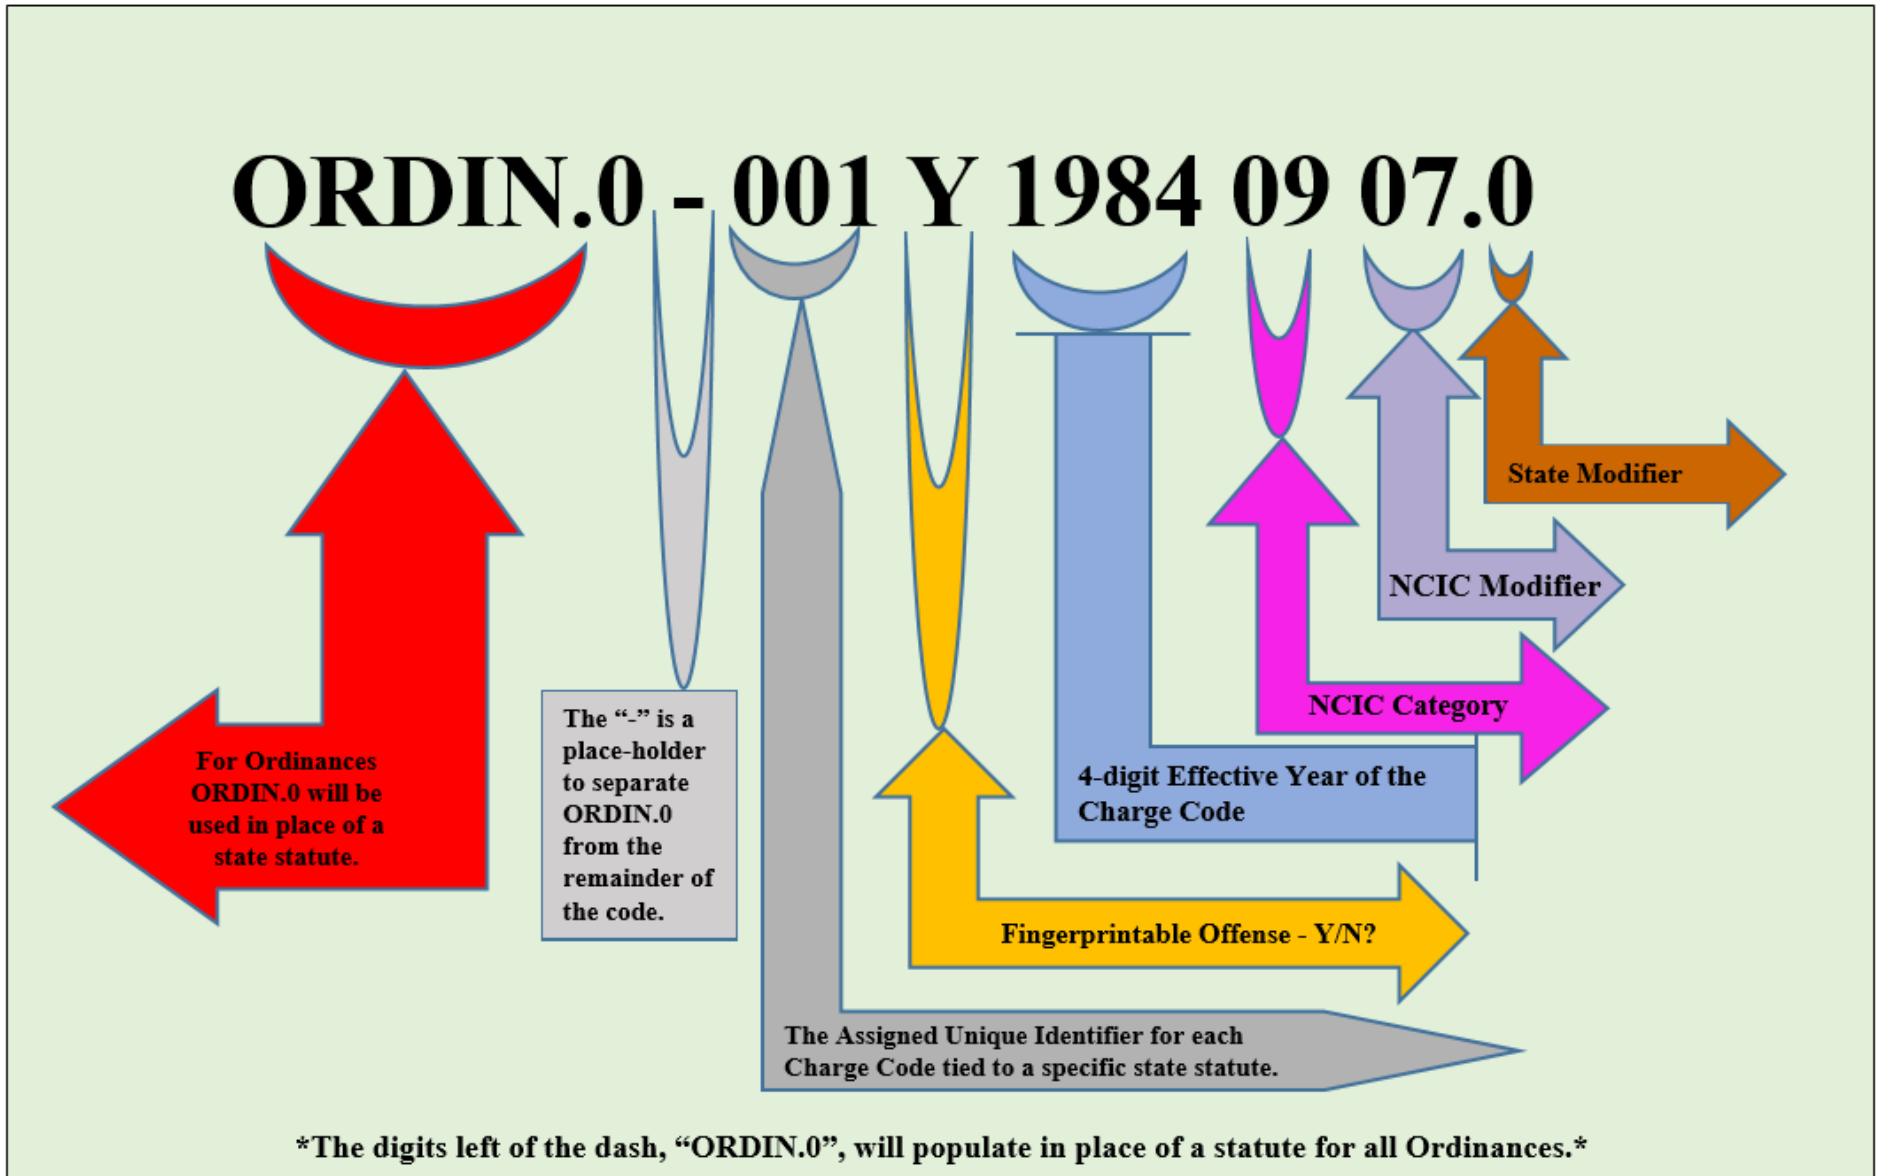 ORDIN.0 - 001 Y 1984 09 07.0
State Modifier
NCIC Modifier
NCIC Category
For Ordinances
ORDIN.0 will be
used in place of a
state statute.
The “-” is a
place-holder
to separate
ORDIN.0
from the
remainder of
the code.
4-digit Effective Year of the
Charge Code
Fingerprintable Offense - Y/N?
The Assigned Unique Identifier for each
Charge Code tied to a specific state statute.
*The digits left of the dash, “ORDIN.0”, will populate in place of a statute for all Ordinances.*